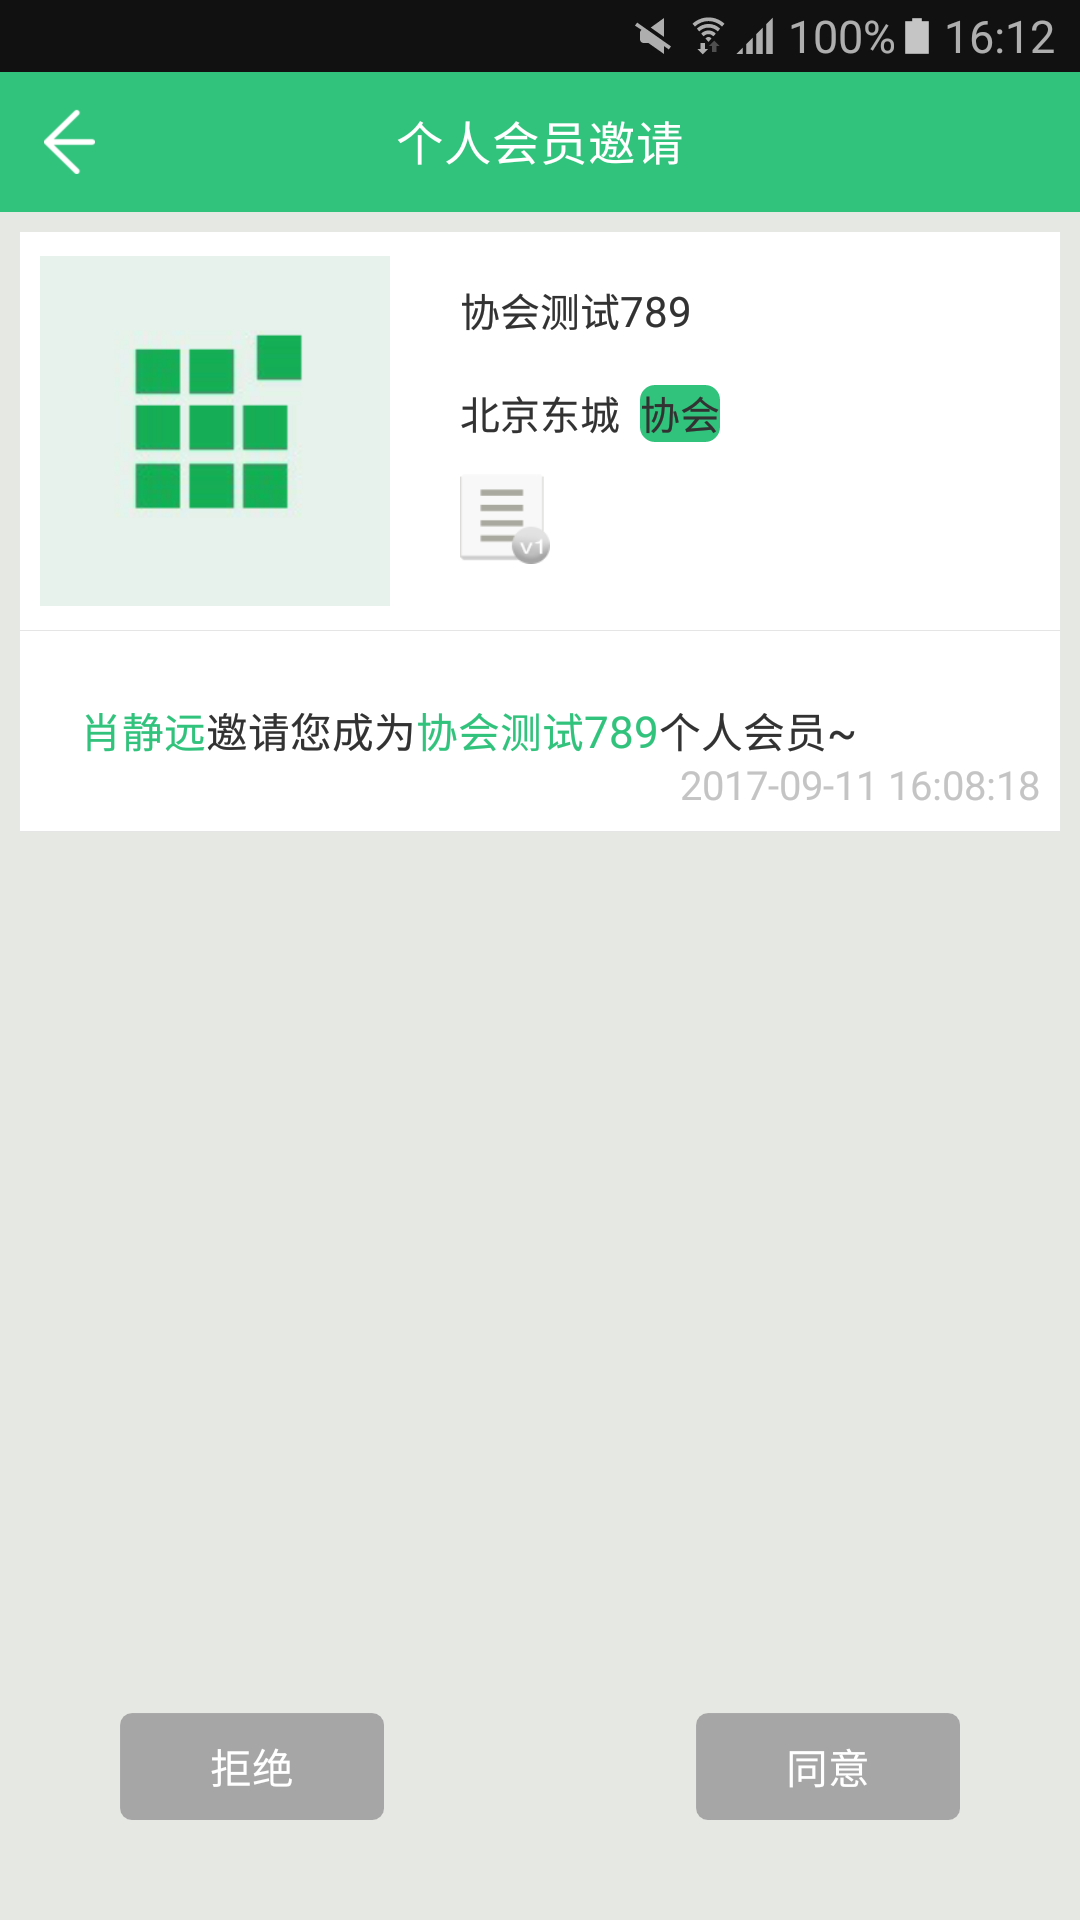 100% 16:12
个人会员邀请
协会测试789
北京东城 协会
v1
肖静远邀请您成为协会测试789个人会员~
2017-09-11 16:08:18
拒绝 同意